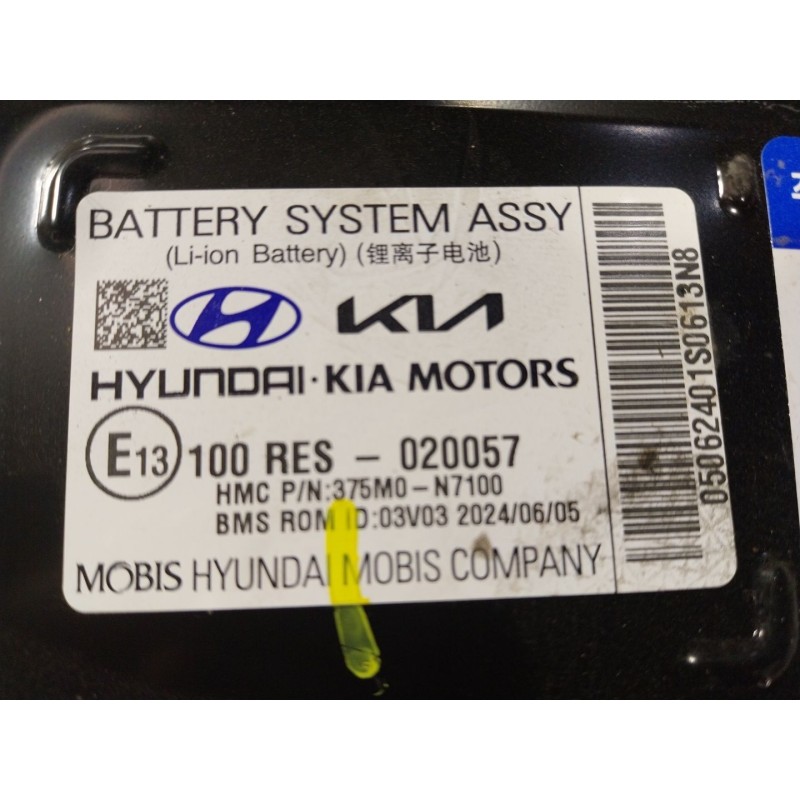 BATTERY SYSTEM ASSY
(Li-ion Battery) (锂离子电池)
KIA
HYUNDAI·KIA MOTORS
E13 100 RES - 020057
HMC P/N:375M0-N7100
BMS ROM ID:03V03 2024/06/05
MOBIS HYUNDAI MOBIS COMPANY
05062401S0613N8